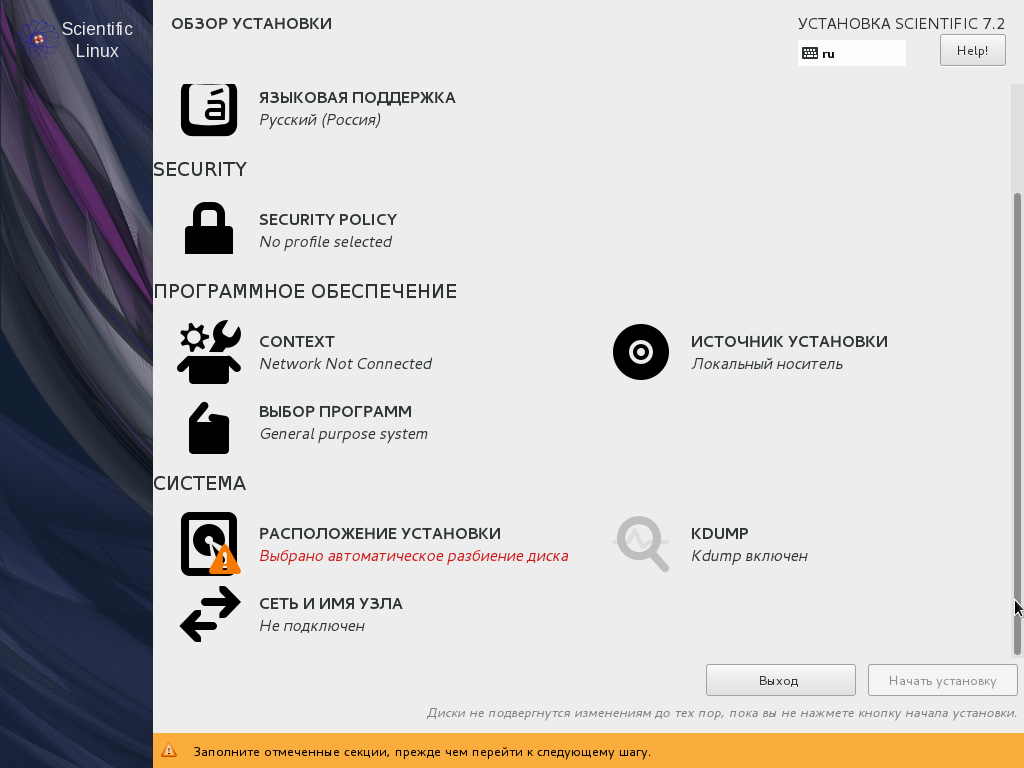 Scientific
Linux
ОБЗОР УСТАНОВКИ
УСТАНОВКА SCIENTIFIC 7.2
ru
Help!
á
ЯЗЫКОВАЯ ПОДДЕРЖКА
Русский (Россия)
SECURITY
SECURITY POLICY
No profile selected
ПРОГРАММНОЕ ОБЕСПЕЧЕНИЕ
CONTEXT
Network Not Connected
ИСТОЧНИК УСТАНОВКИ
Локальный носитель
ВЫБОР ПРОГРАММ
General purpose system
СИСТЕМА
РАСПОЛОЖЕНИЕ УСТАНОВКИ
Выбрано автоматическое разбиение диска
KDUMP
Kdump включен
СЕТЬ И ИМЯ УЗЛА
Не подключен
Выход
Начать установку
Диски не подвергнутся изменениям до тех пор, пока вы не нажмете кнопку начала установки.
Заполните отмеченные секции, прежде чем перейти к следующему шагу.